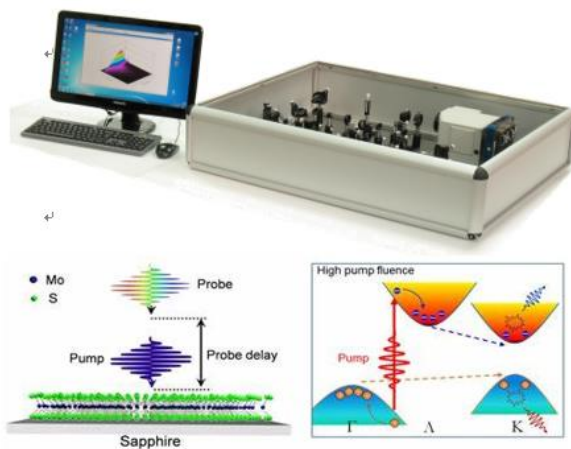 Mo
S
Probe
Pump
Probe delay
Sapphire
High pump fluence
Pump
Γ
Λ
K